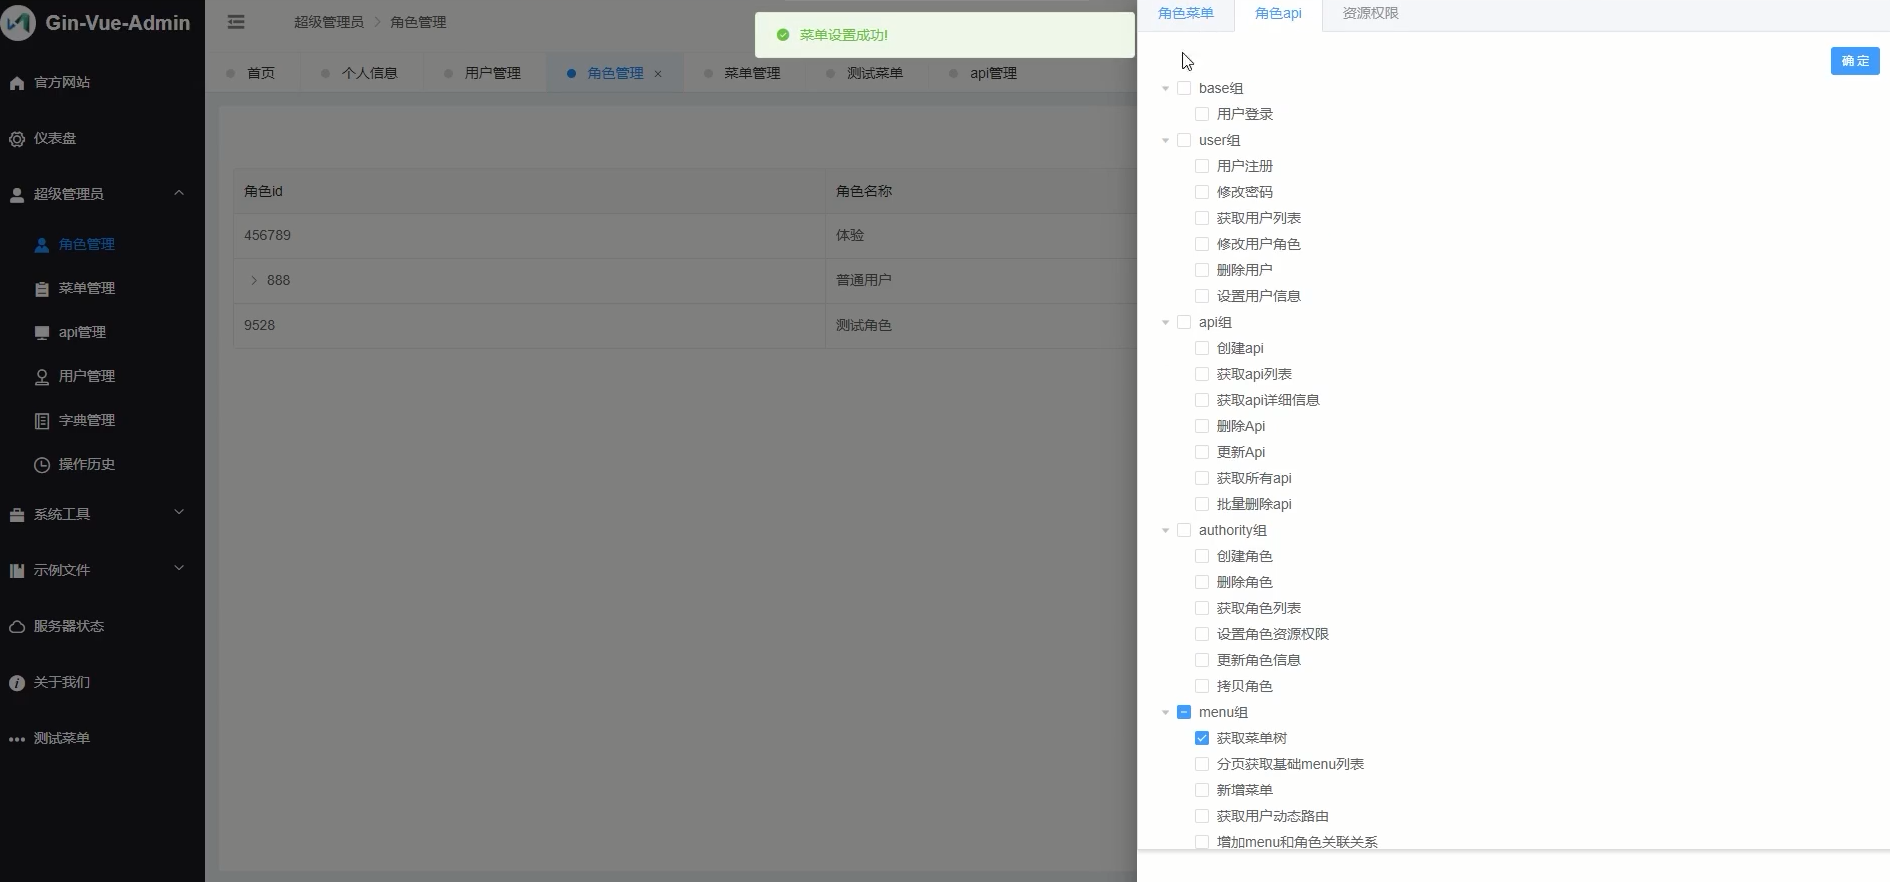 Gin-Vue-Admin
官方网站
仪表盘
超级管理员
角色管理
菜单管理
api管理
用户管理
字典管理
操作历史
系统工具
示例文件
服务器状态
关于我们
测试菜单
超级管理员 > 角色管理
菜单设置成功!
首页 个人信息 用户管理 角色管理 × 菜单管理 测试菜单 api管理
角色id 角色名称
456789 体验
888 普通用户
9528 测试角色
角色菜单 角色api 资源权限
确定
base组
用户登录
user组
用户注册
修改密码
获取用户列表
修改用户角色
删除用户
设置用户信息
api组
创建api
获取api列表
获取api详细信息
删除Api
更新Api
获取所有api
批量删除api
authority组
创建角色
删除角色
获取角色列表
设置角色资源权限
更新角色信息
拷贝角色
menu组
获取菜单树
分页获取基础menu列表
新增菜单
获取用户动态路由
增加menu和角色关联关系